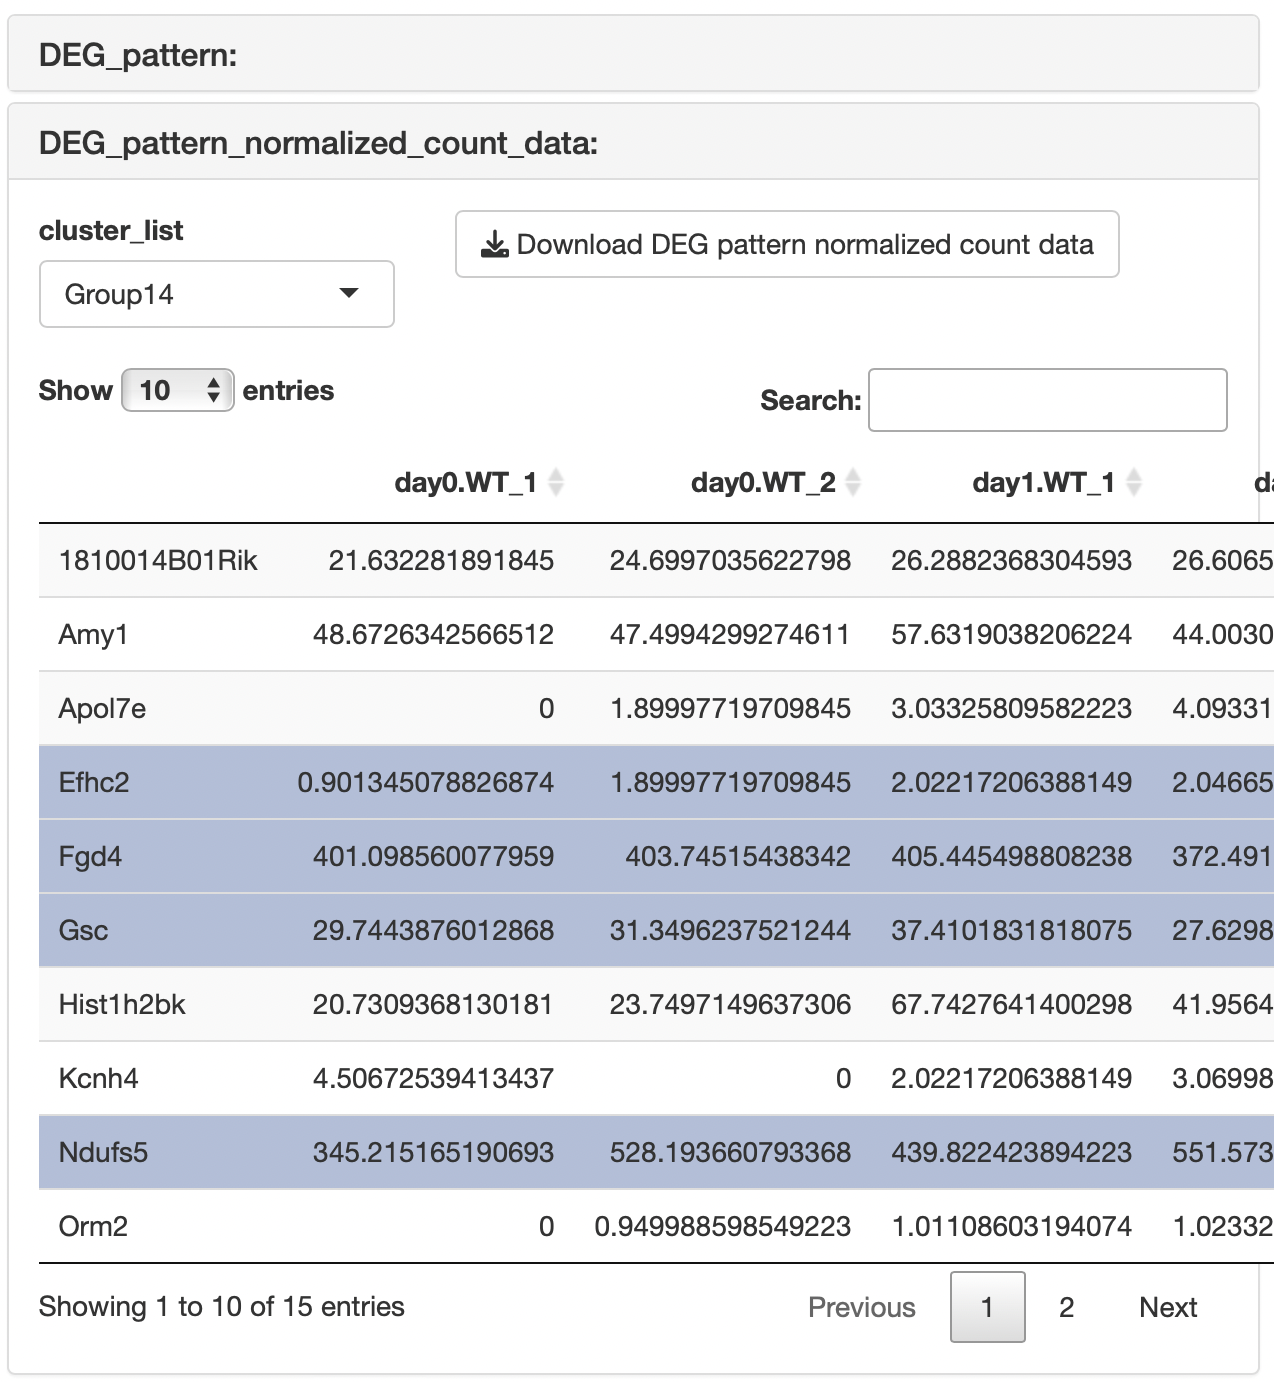 DEG_pattern:
DEG_pattern_normalized_count_data:
cluster_list
Download DEG pattern normalized count data
Group14
Show 10 entries
Search:
day0.WT_1 day0.WT_2 day1.WT_1 da
1810014B01Rik 21.632281891845 24.6997035622798 26.2882368304593 26.6065
Amy1 48.6726342566512 47.4994299274611 57.6319038206224 44.0030
Apol7e 0 1.89997719709845 3.03325809582223 4.09331
Efhc2 0.901345078826874 1.89997719709845 2.02217206388149 2.04665
Fgd4 401.098560077959 403.74515438342 405.445498808238 372.491
Gsc 29.7443876012868 31.3496237521244 37.4101831818075 27.6298
Hist1h2bk 20.7309368130181 23.7497149637306 67.7427641400298 41.9564
Kcnh4 4.50672539413437 0 2.02217206388149 3.06998
Ndufs5 345.215165190693 528.193660793368 439.822423894223 551.573
Orm2 0 0.949988598549223 1.01108603194074 1.02332
Showing 1 to 10 of 15 entries
Previous 1 2 Next